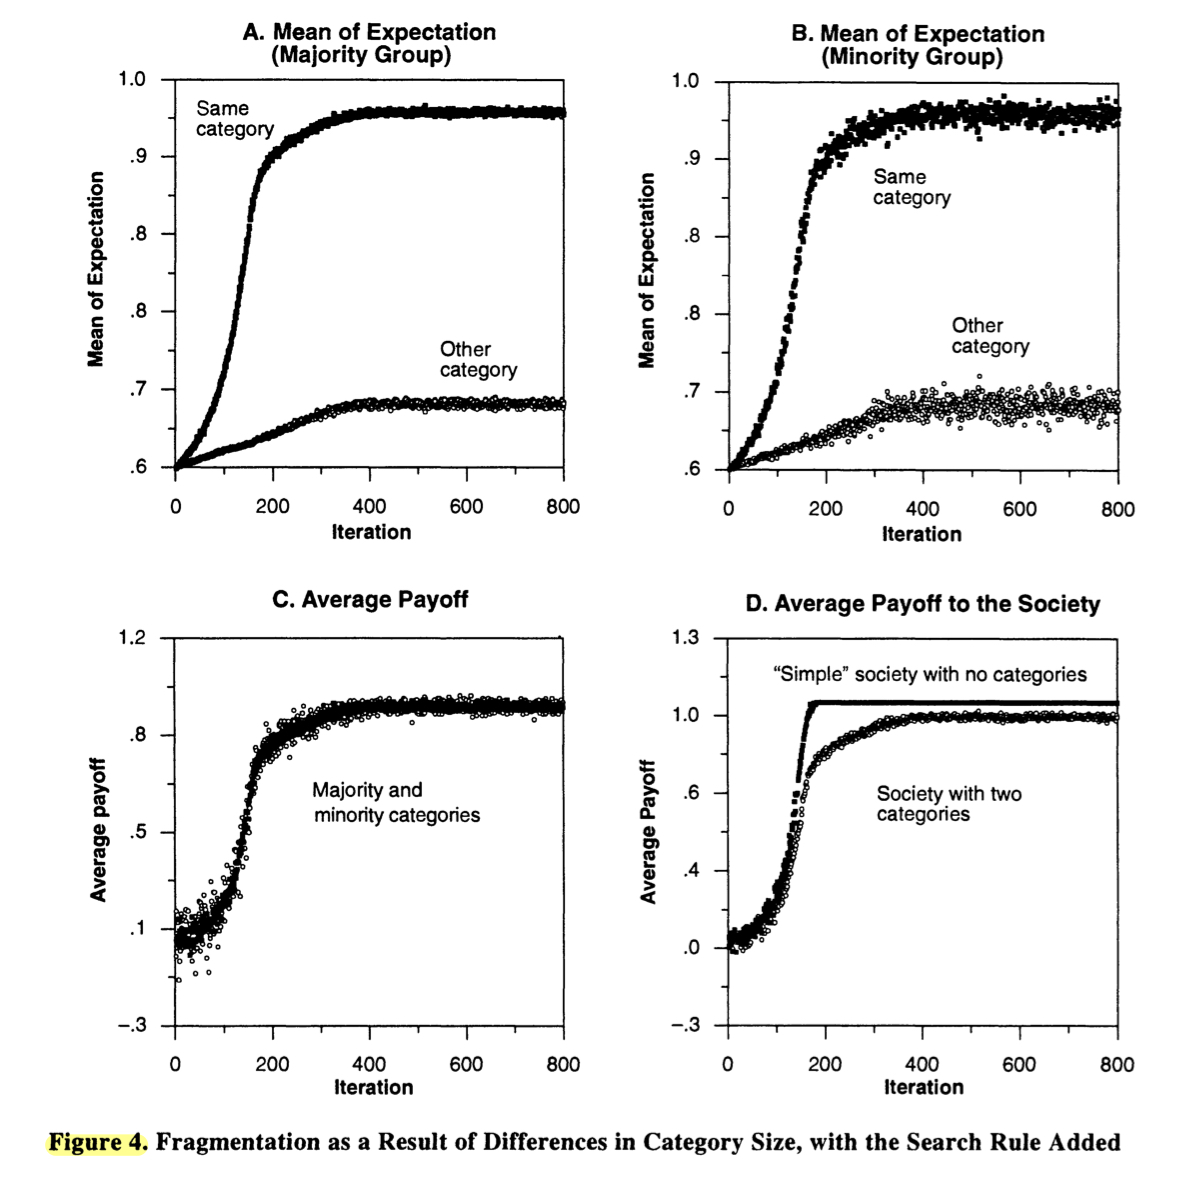 A. Mean of Expectation
(Majority Group)
1.0
.9
.8
.8
.7
.6
Mean of Expectation
Same
category
Other
category
0 200 400 600 800
Iteration
B. Mean of Expectation
(Minority Group)
1.0
.9
.8
.8
.7
.6
Mean of Expectation
Same
category
Other
category
0 200 400 600 800
Iteration
C. Average Payoff
1.2
.8
.5
.1
–.3
Average payoff
Majority and
minority categories
0 200 400 600 800
Iteration
D. Average Payoff to the Society
1.3
1.0
.6
.4
.0
–.3
Average Payoff
“Simple” society with no categories
Society with two
categories
0 200 400 600 800
Iteration
Figure 4. Fragmentation as a Result of Differences in Category Size, with the Search Rule Added